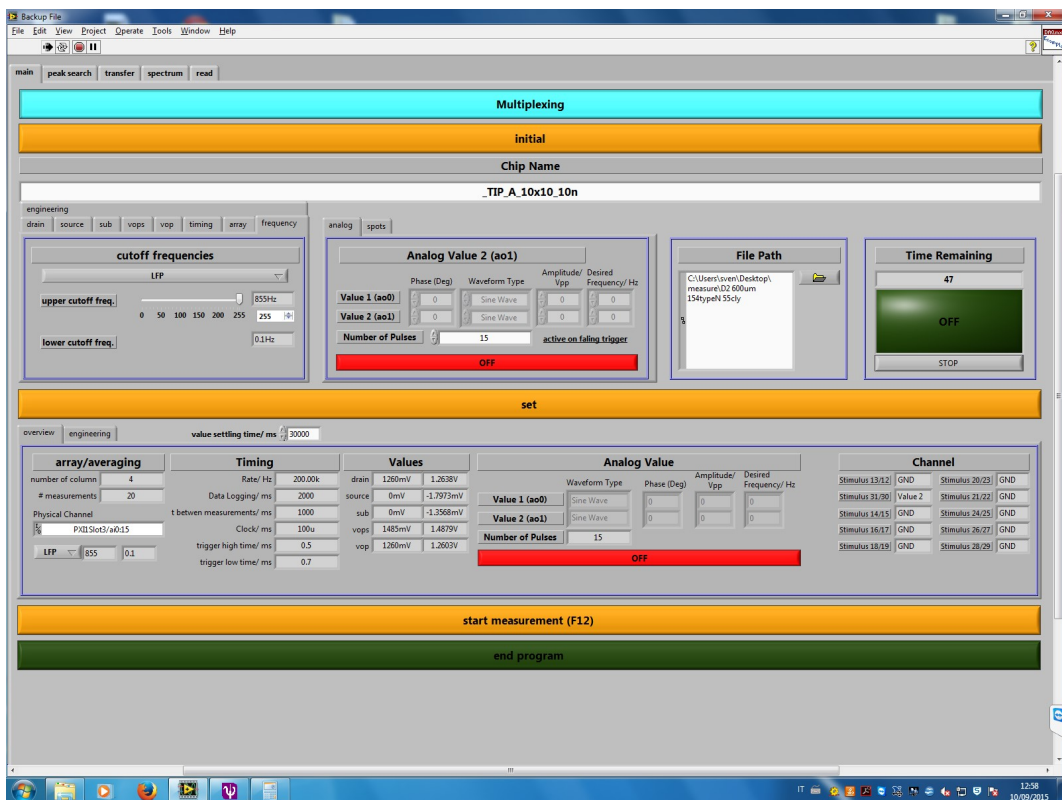 Backup File
File Edit View Project Operate Tools Window Help
main peak search transfer spectrum read
Multiplexing
initial
Chip Name
_TIP_A_10x10_10n
engineering
drain source sub vops vop timing array frequency
cutoff frequencies
LFP
upper cutoff freq. 855Hz
0 50 100 150 200 255 255
lower cutoff freq. 0.1Hz
analog spots
Analog Value 2 (ao1)
Phase (Deg) Waveform Type Amplitude/ Vpp Desired Frequency/ Hz
Value 1 (ao0) 0 Sine Wave 0 0
Value 2 (ao1) 0 Sine Wave 0 0
Number of Pulses 15 active on faling trigger
OFF
File Path
C:\Users\sven\Desktop\
measure\D2 600um
154typeN 55cly
Time Remaining
47
OFF
STOP
set
overview engineering value settling time/ ms 30000
array/averaging
number of column 4
# measurements 20
Physical Channel
PXI1Slot3/ai0:15
LFP 855 0.1
Timing
Rate/ Hz 200.00k
Data Logging/ ms 2000
t betwen measurements/ ms 1000
Clock/ ms 100u
trigger high time/ ms 0.5
trigger low time/ ms 0.7
Values
drain 1260mV 1.2638V
source 0mV -1.7973mV
sub 0mV -1.3568mV
vops 1485mV 1.4879V
vop 1260mV 1.2603V
Analog Value
Waveform Type Phase (Deg) Amplitude/ Vpp Desired Frequency/ Hz
Value 1 (ao0) Sine Wave 0 0 0
Value 2 (ao1) Sine Wave 0 0 0
Number of Pulses 15
OFF
Channel
Stimulus 13/12 GND Stimulus 20/23 GND
Stimulus 31/30 Value 2 Stimulus 21/22 GND
Stimulus 14/15 GND Stimulus 24/25 GND
Stimulus 16/17 GND Stimulus 26/27 GND
Stimulus 18/19 GND Stimulus 28/29 GND
start measurement (F12)
end program
IT
12:58
10/09/2015